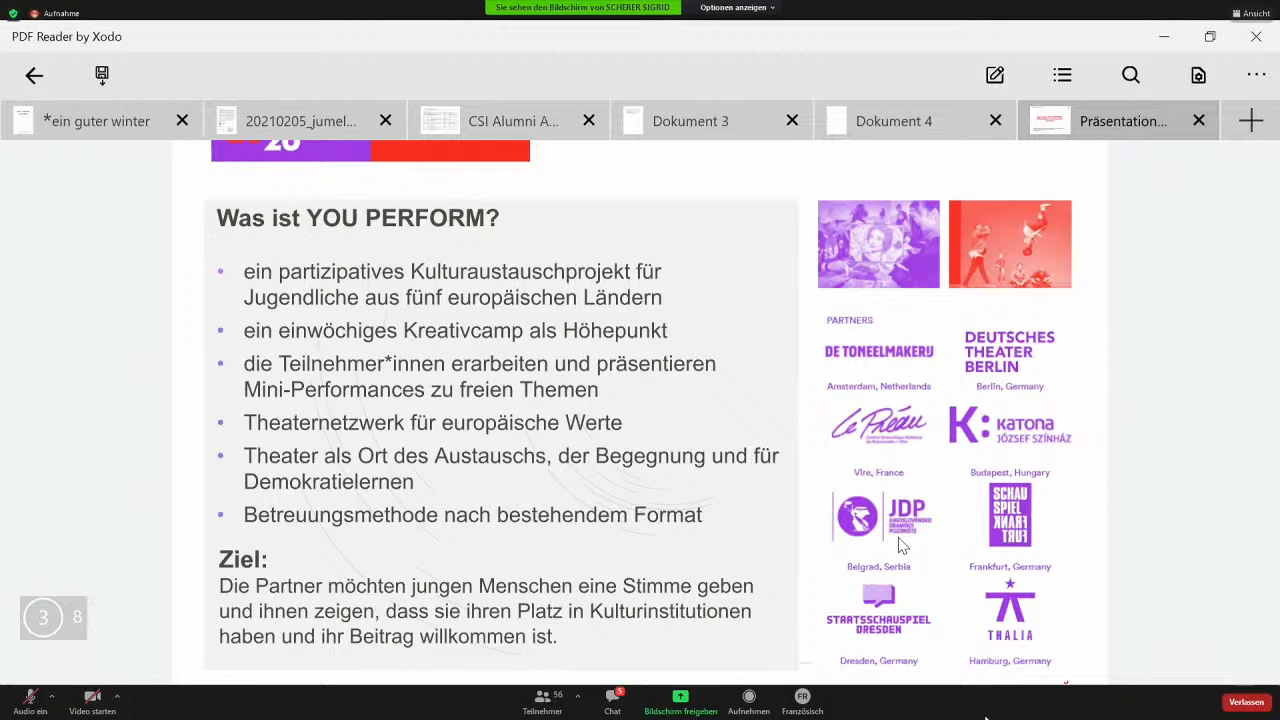 Aufnahme
Sie sehen den Bildschirm von SCHERER SIGRID
Optionen anzeigen
Ansicht
PDF Reader by Xodo
*ein guter winter
20210205_jumel...
CSI Alumni A...
Dokument 3
Dokument 4
Präsentation...
Was ist YOU PERFORM?
• ein partizipatives Kulturaustauschprojekt für
Jugendliche aus fünf europäischen Ländern
• ein einwöchiges Kreativcamp als Höhepunkt
• die Teilnehmer*innen erarbeiten und präsentieren
Mini-Performances zu freien Themen
• Theaternetzwerk für europäische Werte
• Theater als Ort des Austauschs, der Begegnung und für
Demokratielernen
• Betreuungsmethode nach bestehendem Format
Ziel:
Die Partner möchten jungen Menschen eine Stimme geben
und ihnen zeigen, dass sie ihren Platz in Kulturinstitutionen
haben und ihr Beitrag willkommen ist.
PARTNERS
DE TONEELMAKERIJ
Amsterdam, Netherlands
DEUTSCHES
THEATER
BERLIN
Berlin, Germany
Le Préau
Vire, France
K:
KATONA
JÓZSEF SZÍNHÁZ
Budapest, Hungary
JDP
JUGOSLOVENSKO
DRAMSKO
POZORIŠTE
Belgrad, Serbia
SCHAU
SPIEL
FRANK
FURT
Frankfurt, Germany
STAATSSCHAUSPIEL
DRESDEN
Dresden, Germany
THALIA
Hamburg, Germany
3
8
Audio ein
Video starten
56
Teilnehmer
5
Chat
Bildschirm freigeben
Aufnehmen
FR
Französisch
Verlassen